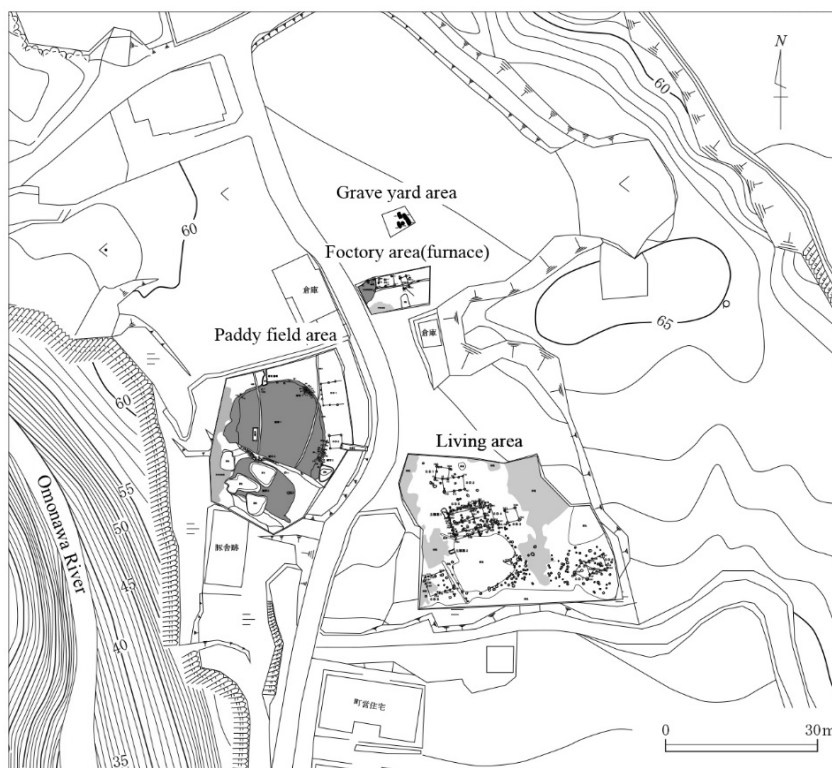 N
60
Grave yard area
60
Foctory area(furnace)
倉庫
65
倉庫
Paddy field area
60
Living area
55
50
Omonawa River
45
豚舎跡
40
町営住宅
35
0 30m